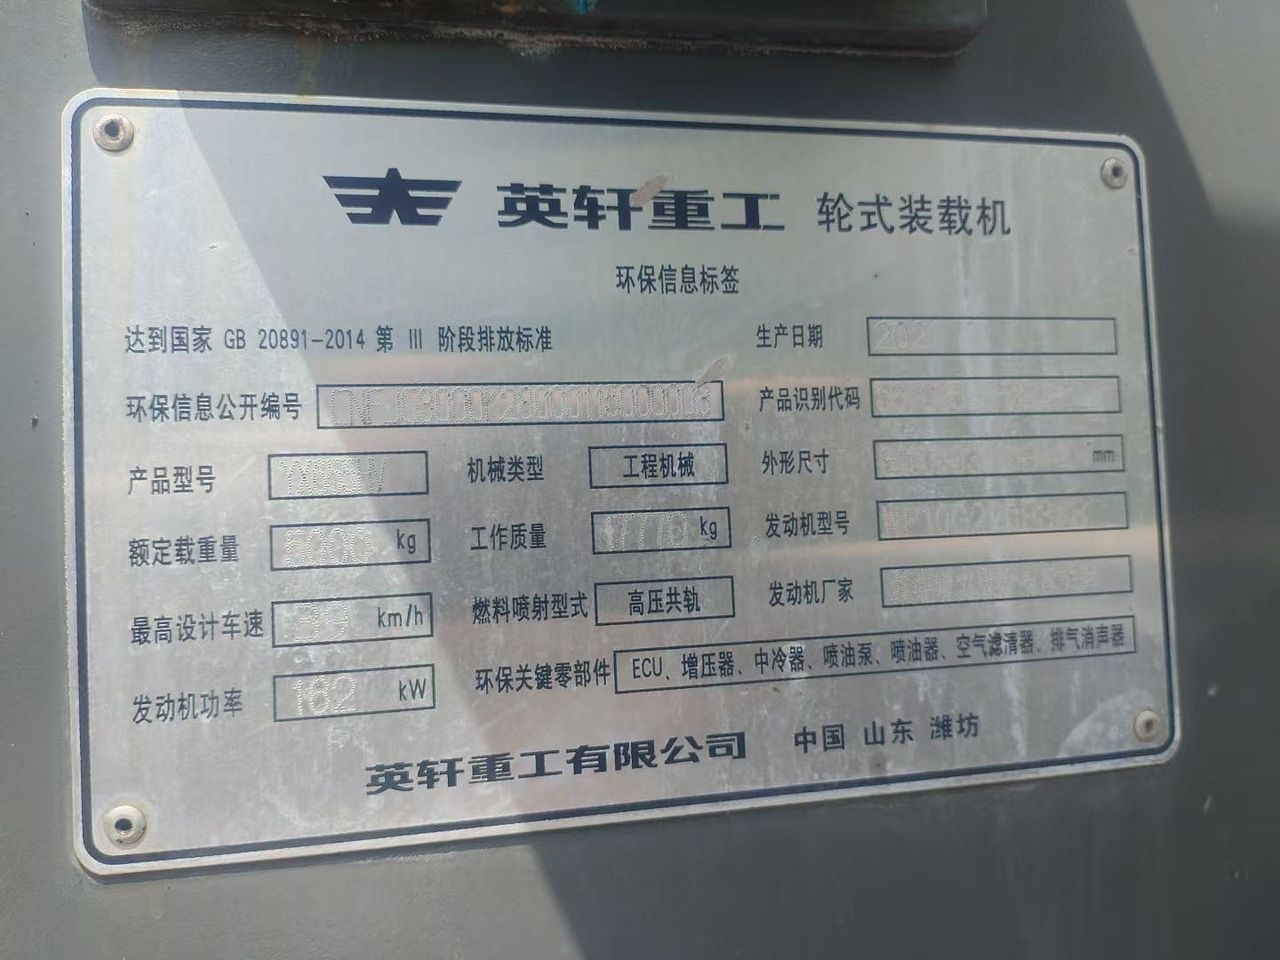 英轩重工 轮式装载机
环保信息标签
达到国家 GB 20891-2014 第 III 阶段排放标准 生产日期
环保信息公开编号 产品识别代码
产品型号 机械类型 工程机械 外形尺寸 mm
额定载重量 5000 kg 工作质量 kg 发动机型号
最高设计车速 39 km/h 燃料喷射型式 高压共轨 发动机厂家
发动机功率 162 kW 环保关键零部件 ECU、增压器、中冷器、喷油泵、喷油器、空气滤清器、排气消声器
英轩重工有限公司 中国 山东 潍坊